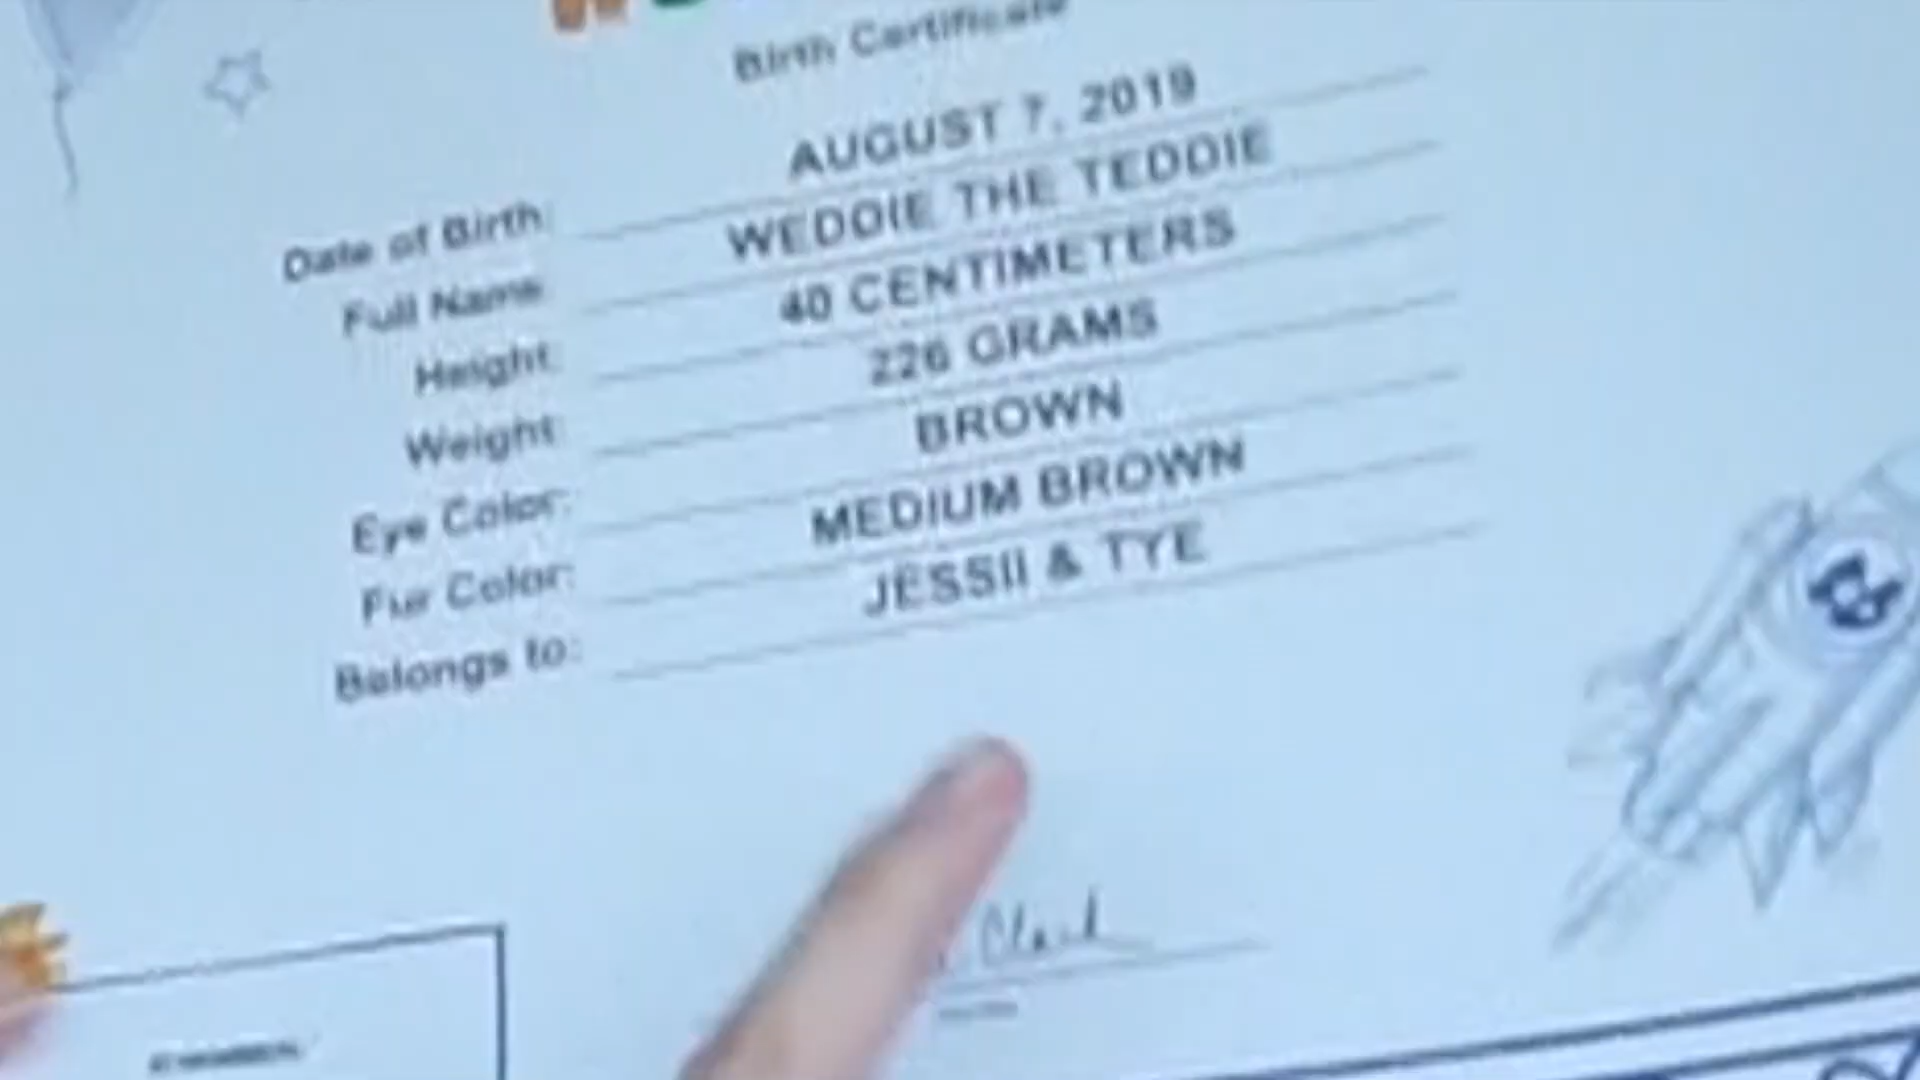 Birth Certificate
Date of Birth: AUGUST 7, 2019
Full Name: WEDDIE THE TEDDIE
Height: 40 CENTIMETERS
Weight: 226 GRAMS
Eye Color: BROWN
Fur Color: MEDIUM BROWN
Belongs to: JESSII & TYE
Clark